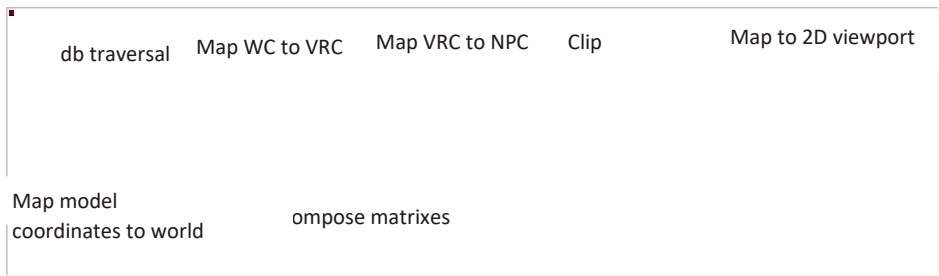 db traversal
Map WC to VRC
Map VRC to NPC
Clip
Map to 2D viewport
Map model
coordinates to world
ompose matrixes